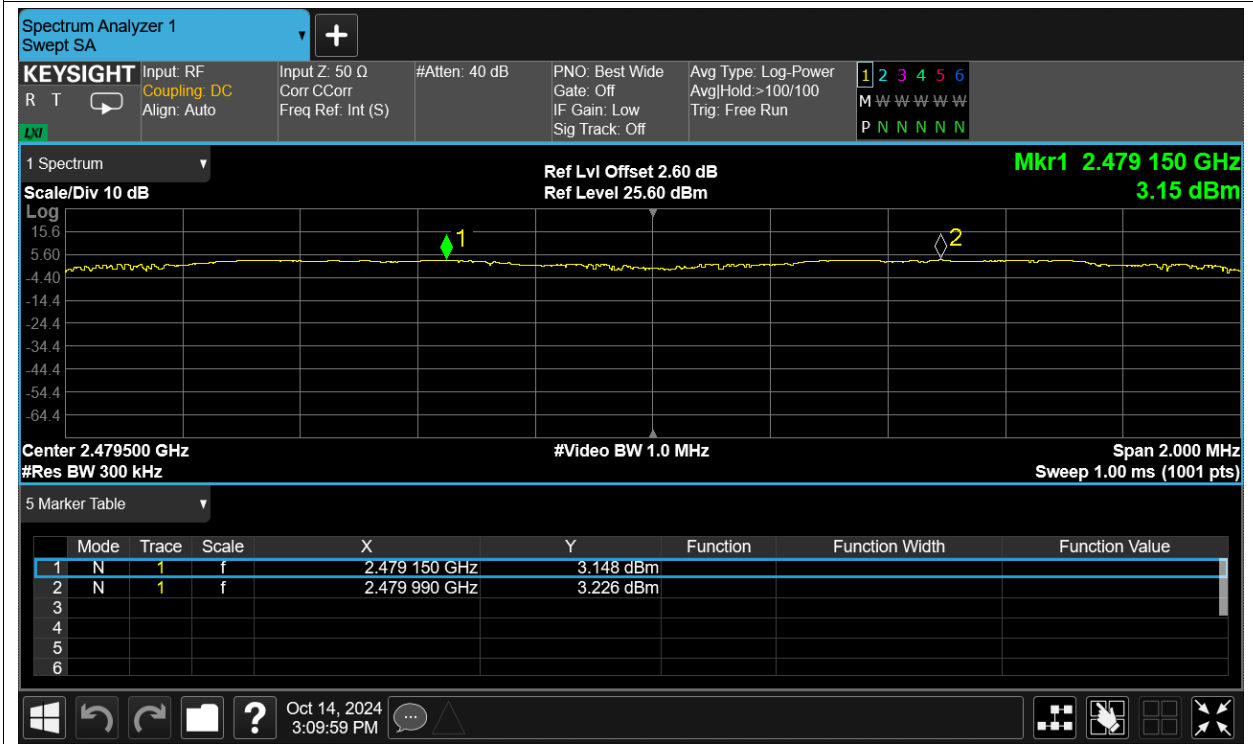 Spectrum Analyzer 1
Swept SA
+
KEYSIGHT Input: RF Input Z: 50 Ω #Atten: 40 dB PNO: Best Wide Avg Type: Log-Power 1 2 3 4 5 6
R T Coupling: DC Corr CCorr Gate: Off Avg|Hold:>100/100 M W W W W W
Align: Auto Freq Ref: Int (S) IF Gain: Low Trig: Free Run
LXI Sig Track: Off P N N N N N
1 Spectrum Ref Lvl Offset 2.60 dB Mkr1 2.479 150 GHz
Scale/Div 10 dB Ref Level 25.60 dBm 3.15 dBm
Log
15.6
1 2
5.60
-4.40
-14.4
-24.4
-34.4
-44.4
-54.4
-64.4
Center 2.479500 GHz #Video BW 1.0 MHz Span 2.000 MHz
#Res BW 300 kHz Sweep 1.00 ms (1001 pts)
5 Marker Table
Mode Trace Scale X Y Function Function Width Function Value
1 N 1 f 2.479 150 GHz 3.148 dBm
2 N 1 f 2.479 990 GHz 3.226 dBm
3
4
5
6
? Oct 14, 2024
3:09:59 PM